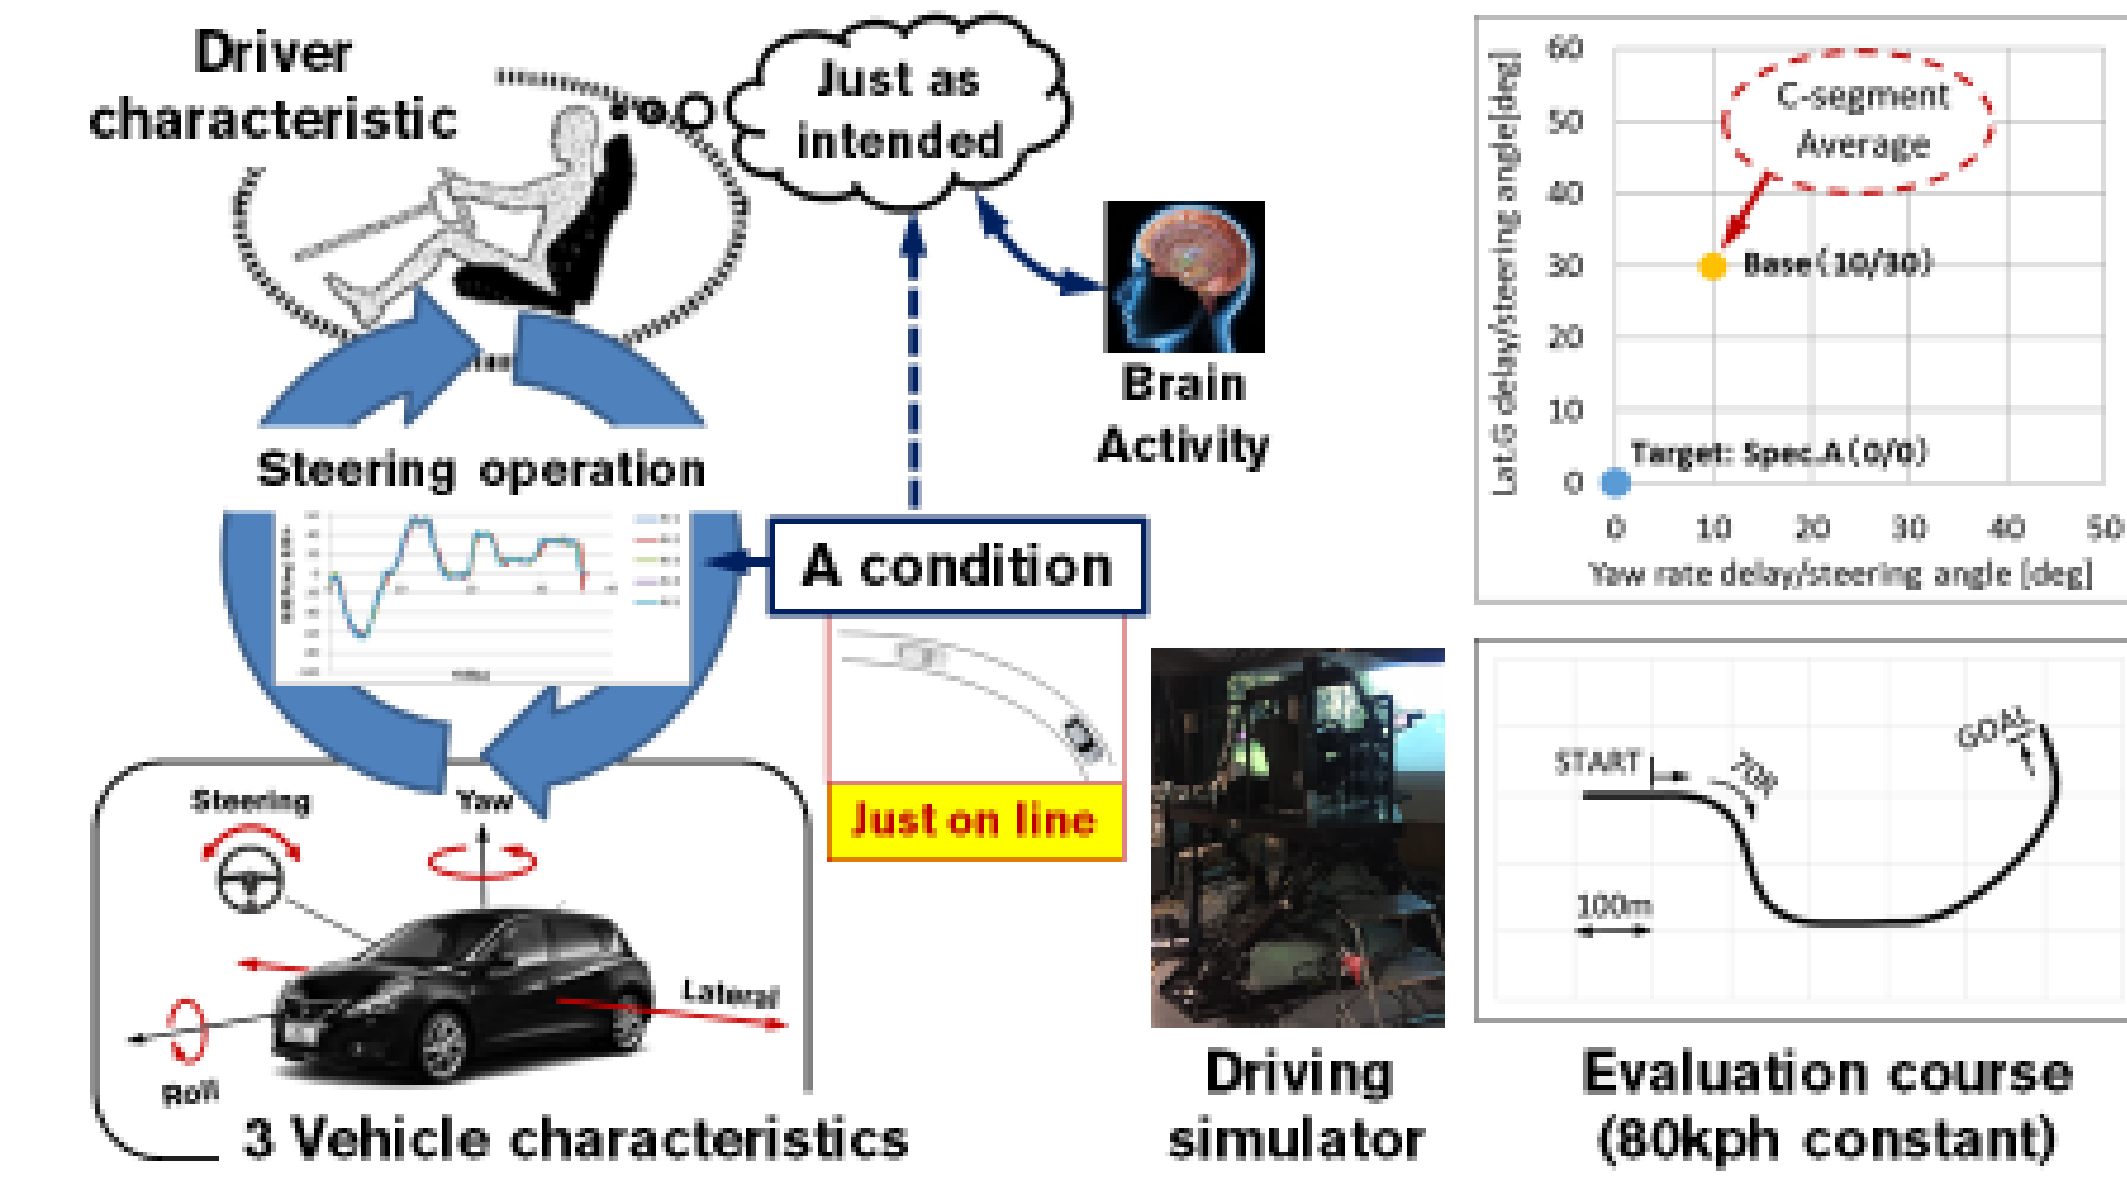 Driver
characteristic
Just as
intended
Brain
Activity
Steering operation
A condition
Just on line
Steering
Yaw
Lateral
Roll
3 Vehicle characteristics
Driving
simulator
Lat.G delay/steering angle[deg]
60
50
40
30
20
10
0
C-segment
Average
Base(10/30)
Target: Spec.A(0/0)
0 10 20 30 40 50
Yaw rate delay/steering angle [deg]
START
70R
GOAL
100m
Evaluation course
(80kph constant)